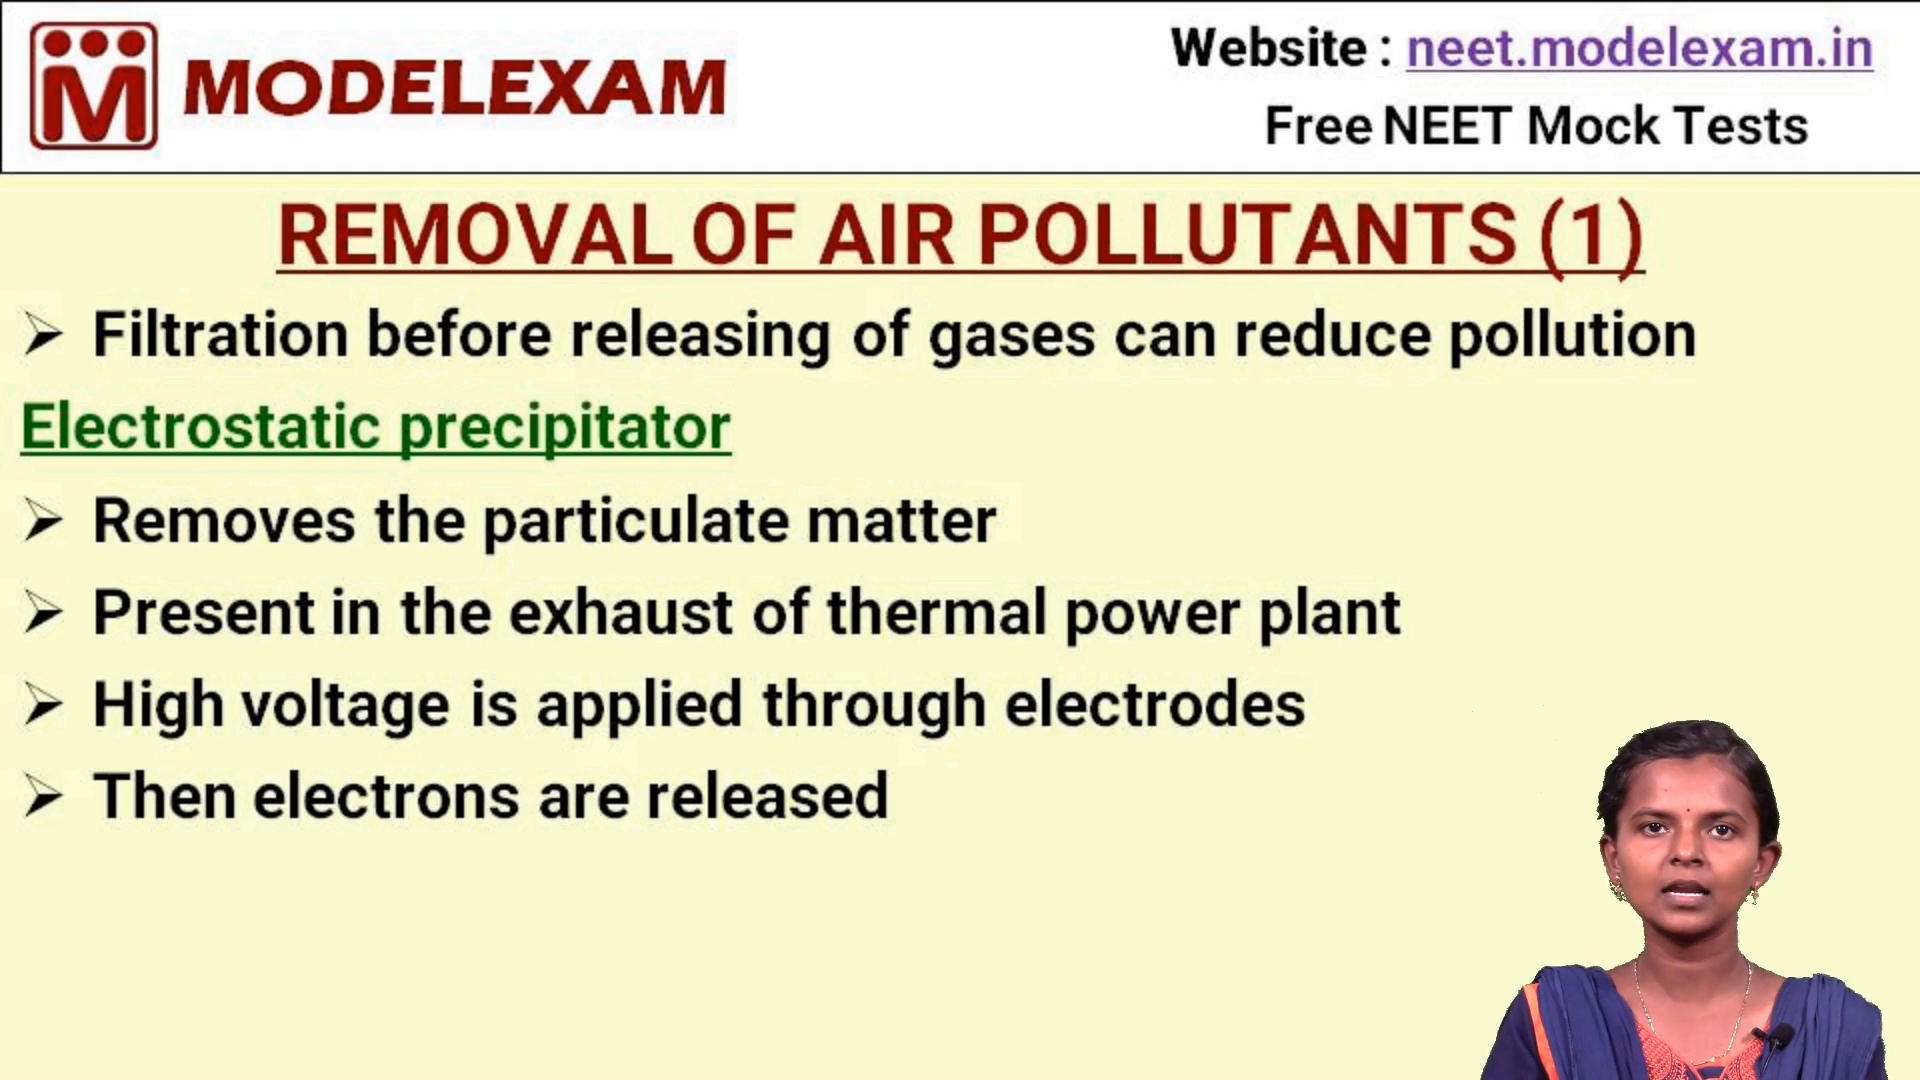 MODELEXAM
Website : neet.modelexam.in
Free NEET Mock Tests
REMOVAL OF AIR POLLUTANTS (1)
➢ Filtration before releasing of gases can reduce pollution
Electrostatic precipitator
➢ Removes the particulate matter
➢ Present in the exhaust of thermal power plant
➢ High voltage is applied through electrodes
➢ Then electrons are released